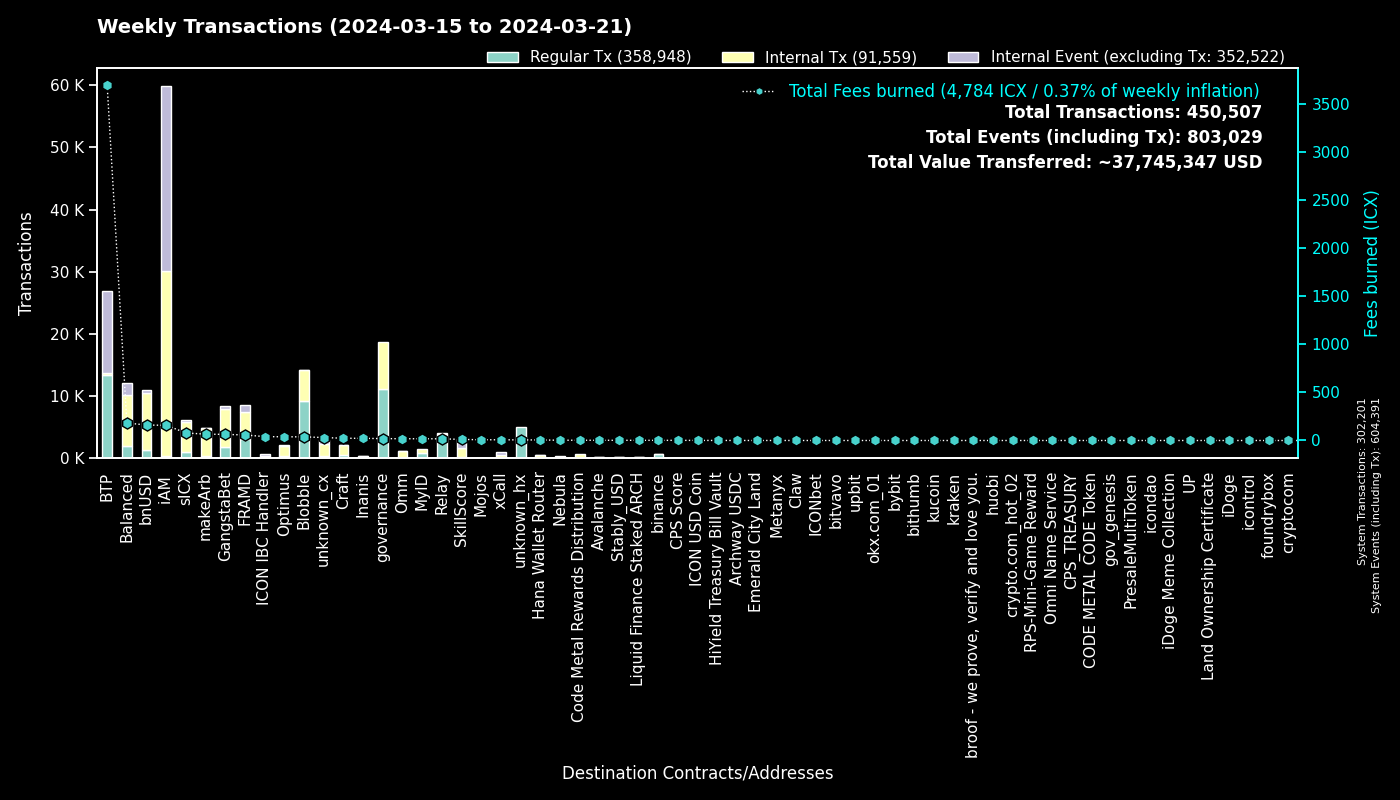 Weekly Transactions (2024-03-15 to 2024-03-21)
Regular Tx (358,948)
Internal Tx (91,559)
Internal Event (excluding Tx: 352,522)
Total Fees burned (4,784 ICX / 0.37% of weekly inflation)
Total Transactions: 450,507
Total Events (including Tx): 803,029
Total Value Transferred: ~37,745,347 USD
Transactions
60 K
50 K
40 K
30 K
20 K
10 K
0 K
3500
3000
2500
2000
1500
1000
500
0
Fees burned (ICX)
System Transactions: 302,201
System Events (including Tx): 604,391
BTP
Balanced
bnUSD
iAM
sICX
makeArb
GangstaBet
FRAMD
ICON IBC Handler
Optimus
Blobble
unknown_cx
Craft
Inanis
governance
Omm
MyID
Relay
SkillScore
Mojos
xCall
unknown_hx
Hana Wallet Router
Nebula
Code Metal Rewards Distribution
Avalanche
Stably_USD
Liquid Finance Staked ARCH
binance
CPS Score
ICON USD Coin
HiYield Treasury Bill Vault
Archway USDC
Emerald City Land
Metanyx
Claw
ICONbet
bitvavo
upbit
okx.com_01
bybit
bithumb
kucoin
kraken
broof - we prove, verify and love you.
huobi
crypto.com_hot_02
RPS-Mini-Game Reward
Omni Name Service
CPS_TREASURY
CODE METAL CODE Token
gov_genesis
PresaleMultiToken
icondao
iDoge Meme Collection
UP
Land Ownership Certificate
iDoge
icontrol
foundrybox
cryptocom
Destination Contracts/Addresses